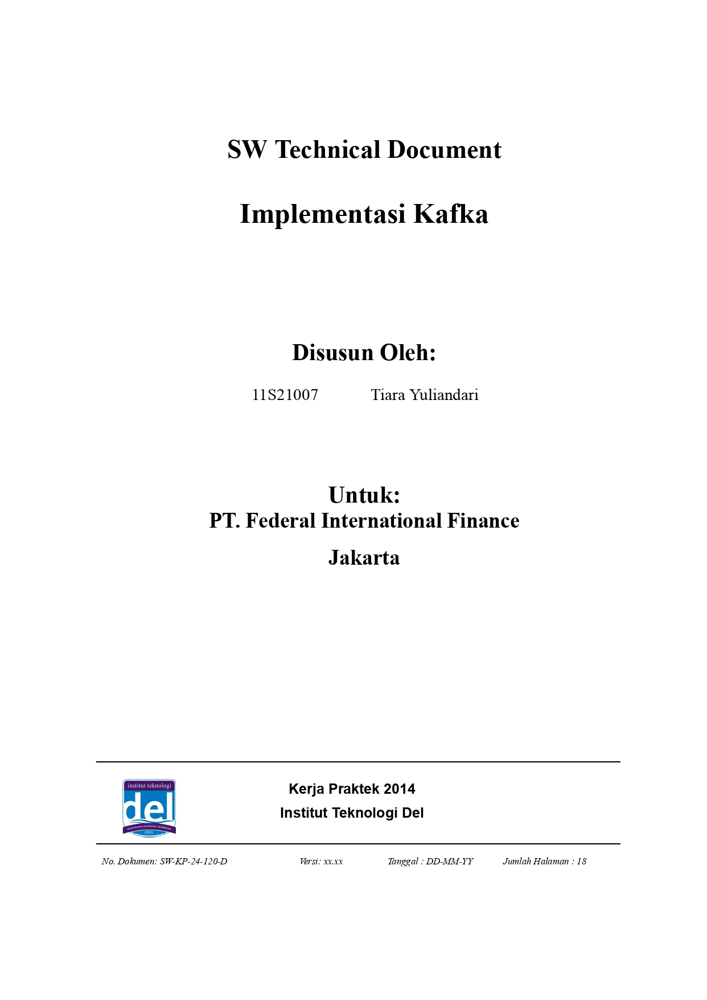 SW Technical Document
Implementasi Kafka
Disusun Oleh:
11S21007 Tiara Yuliandari
Untuk:
PT. Federal International Finance
Jakarta
institut teknologi
del
MARTUHAN-MARROHA-MARBISUK
2001
Kerja Praktek 2014
Institut Teknologi Del
No. Dokumen: SW-KP-24-120-D Versi: xx.xx Tanggal : DD-MM-YY Jumlah Halaman : 18